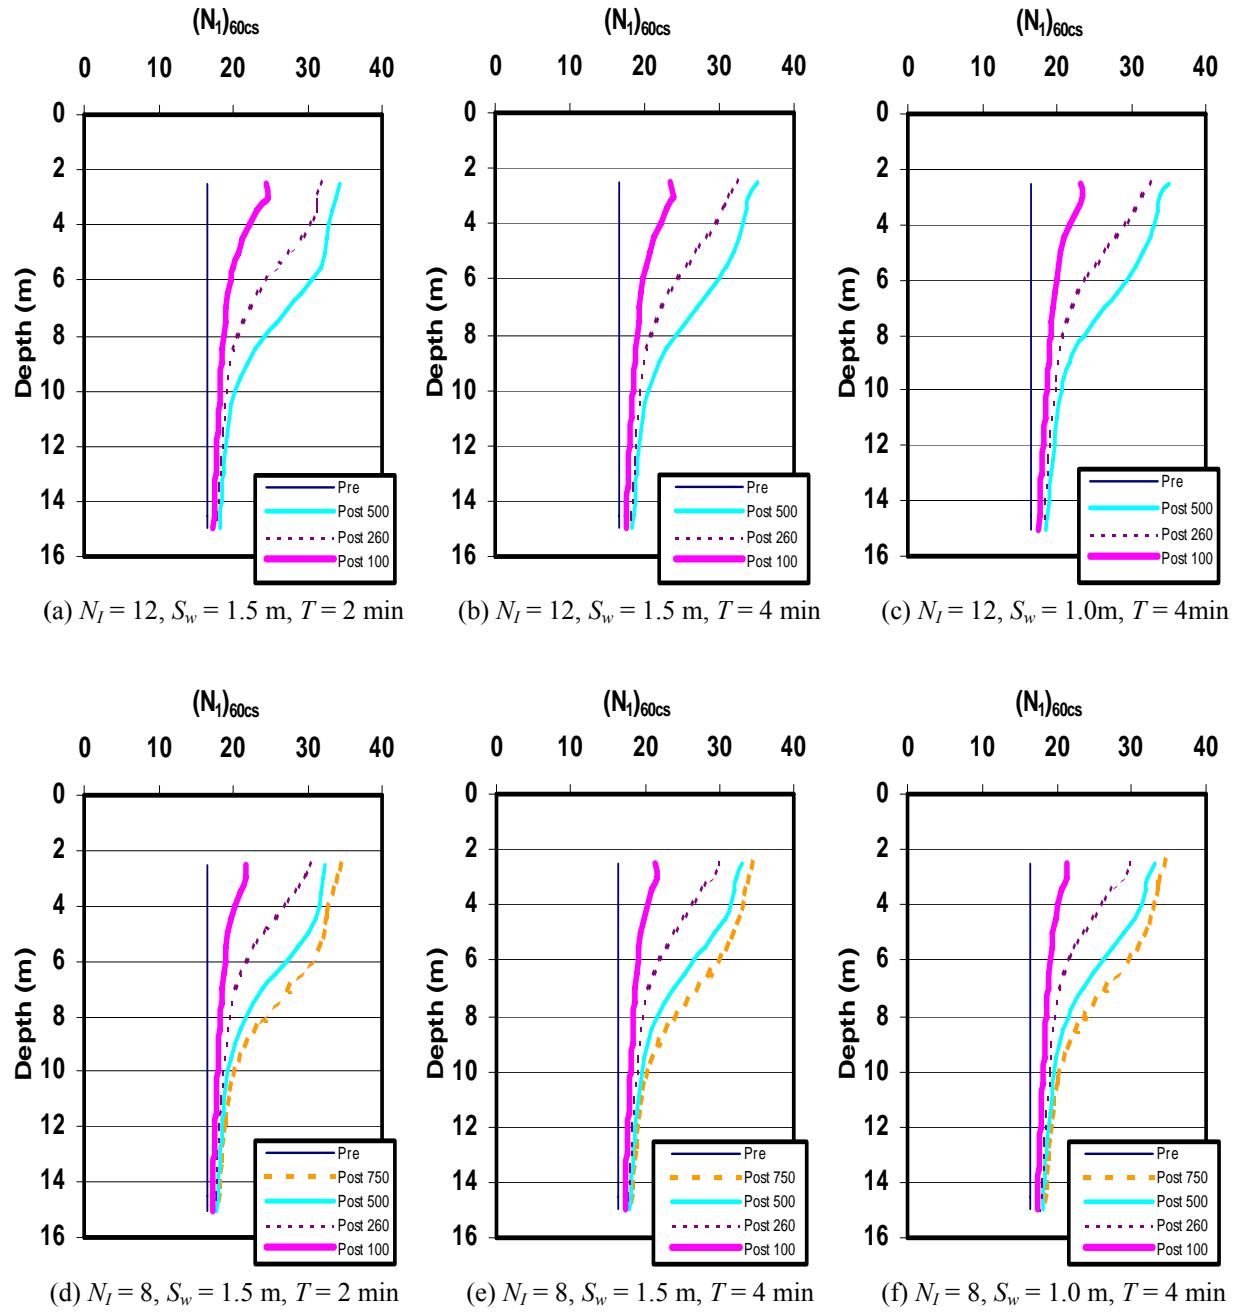 (N1)60cs
0 10 20 30 40
0
2
4
6
8
10
12
14
16
Depth (m)
Pre
Post 500
Post 260
Post 100
(a) NI = 12, Sw = 1.5 m, T = 2 min
(N1)60cs
0 10 20 30 40
0
2
4
6
8
10
12
14
16
Depth (m)
Pre
Post 500
Post 260
Post 100
(b) NI = 12, Sw = 1.5 m, T = 4 min
(N1)60cs
0 10 20 30 40
0
2
4
6
8
10
12
14
16
Depth (m)
Pre
Post 500
Post 260
Post 100
(c) NI = 12, Sw = 1.0m, T = 4min
(N1)60cs
0 10 20 30 40
0
2
4
6
8
10
12
14
16
Depth (m)
Pre
Post 750
Post 500
Post 260
Post 100
(d) NI = 8, Sw = 1.5 m, T = 2 min
(N1)60cs
0 10 20 30 40
0
2
4
6
8
10
12
14
16
Depth (m)
Pre
Post 750
Post 500
Post 260
Post 100
(e) NI = 8, Sw = 1.5 m, T = 4 min
(N1)60cs
0 10 20 30 40
0
2
4
6
8
10
12
14
16
Depth (m)
Pre
Post 750
Post 500
Post 260
Post 100
(f) NI = 8, Sw = 1.0 m, T = 4 min